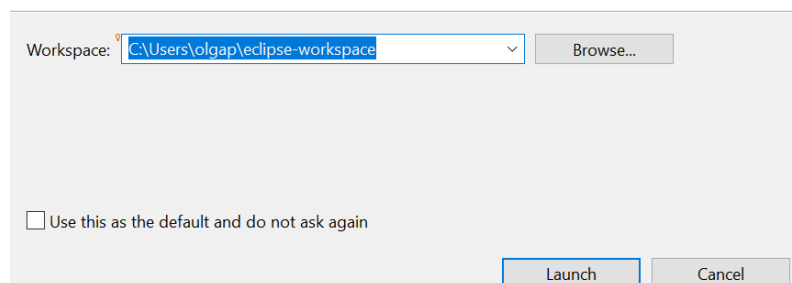 Workspace: C:\Users\olgap\eclipse-workspace Browse...
Use this as the default and do not ask again
Launch Cancel